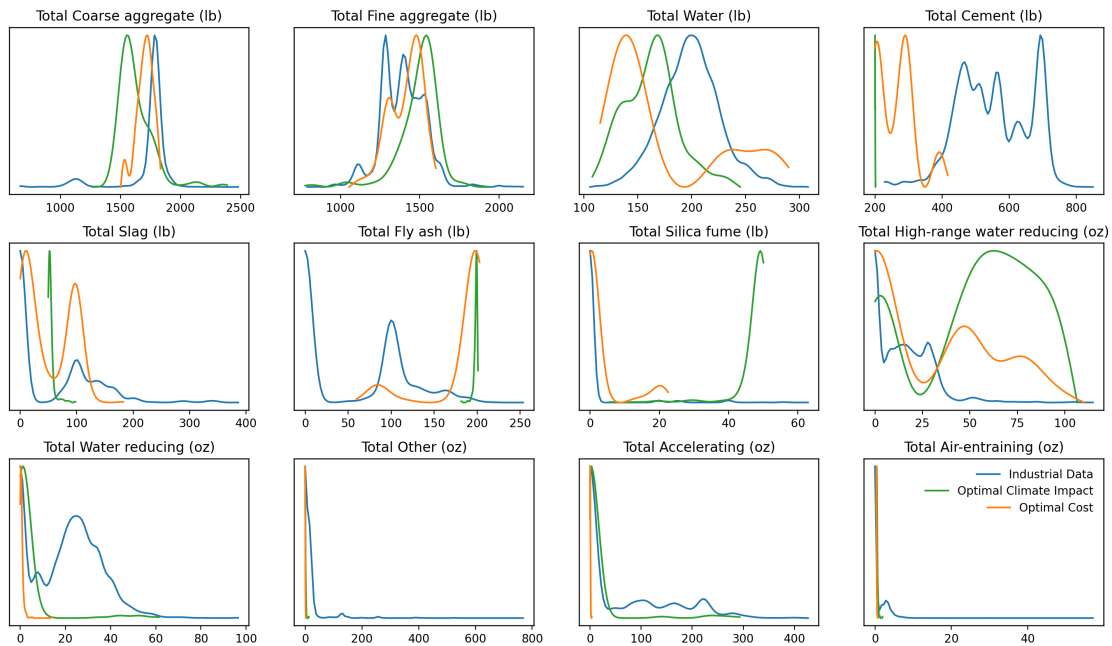 Total Coarse aggregate (lb) Total Fine aggregate (lb) Total Water (lb) Total Cement (lb)
1000 1500 2000 2500 1000 1500 2000 100 150 200 250 300 200 400 600 800
Total Slag (lb) Total Fly ash (lb) Total Silica fume (lb) Total High-range water reducing (oz)
0 100 200 300 400 0 50 100 150 200 250 0 20 40 60 0 25 50 75 100
Total Water reducing (oz) Total Other (oz) Total Accelerating (oz) Total Air-entraining (oz)
Industrial Data
Optimal Climate Impact
Optimal Cost
0 20 40 60 80 100 0 200 400 600 800 0 100 200 300 400 0 20 40